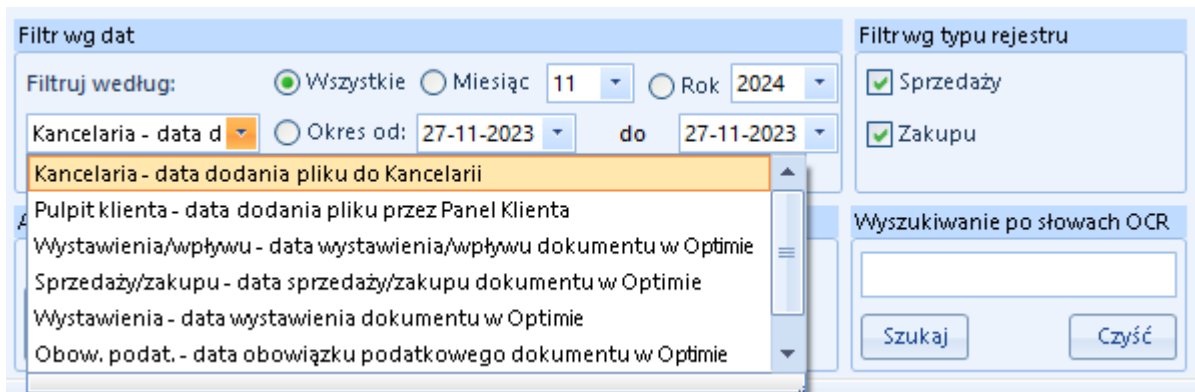 Filtr wg dat
Filtr wg typu rejestru
Filtruj według:
Wszystkie
Miesiąc
11
Rok
2024
Sprzedaży
Kancelaria - data d
Okres od:
27-11-2023
do
27-11-2023
Zakupu
Kancelaria - data dodania pliku do Kancelarii
Pulpit klienta - data dodania pliku przez Panel Klienta
Wystawienia/wpływu - data wystawienia/wpływu dokumentu w Optimie
Sprzedaży/zakupu - data sprzedaży/zakupu dokumentu w Optimie
Wystawienia - data wystawienia dokumentu w Optimie
Obow. podat. - data obowiązku podatkowego dokumentu w Optimie
Wyszukiwanie po słowach OCR
Szukaj
Czyść